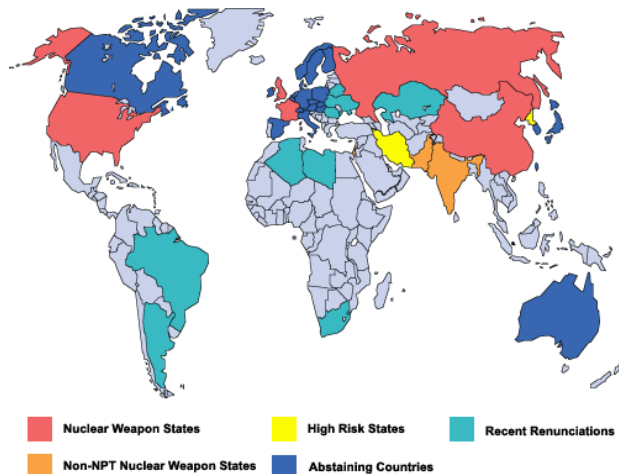 Nuclear Weapon States
High Risk States
Recent Renunciations
Non-NPT Nuclear Weapon States
Abstaining Countries